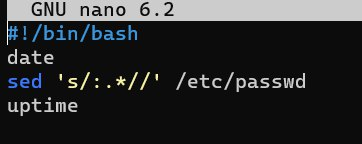 GNU nano 6.2
#!/bin/bash
date
sed 's/:.*//' /etc/passwd
uptime